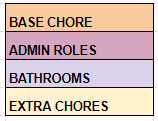 BASE CHORE
ADMIN ROLES
BATHROOMS
EXTRA CHORES